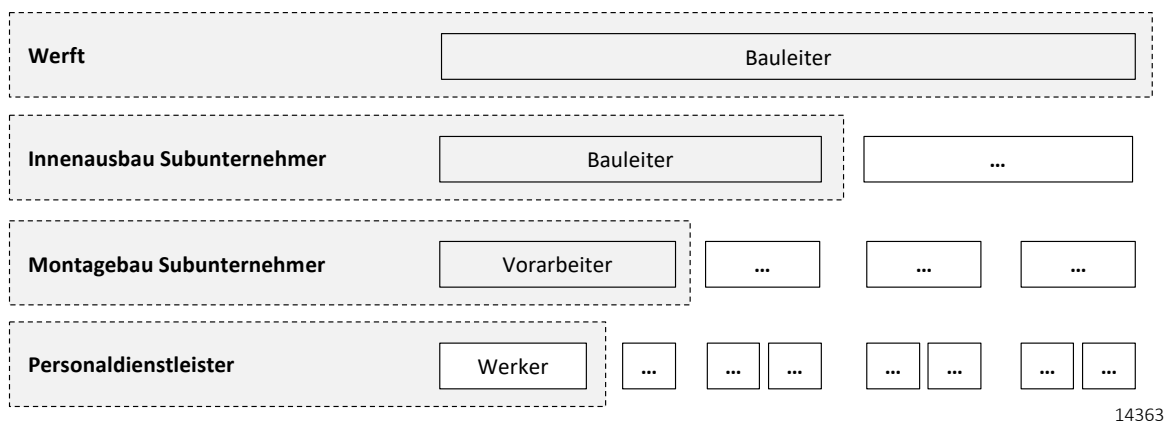 Werft Bauleiter
Innenausbau Subunternehmer Bauleiter ...
Montagebau Subunternehmer Vorarbeiter ... ... ...
Personaldienstleister Werker ... ... ... ... ... ... ...
14363